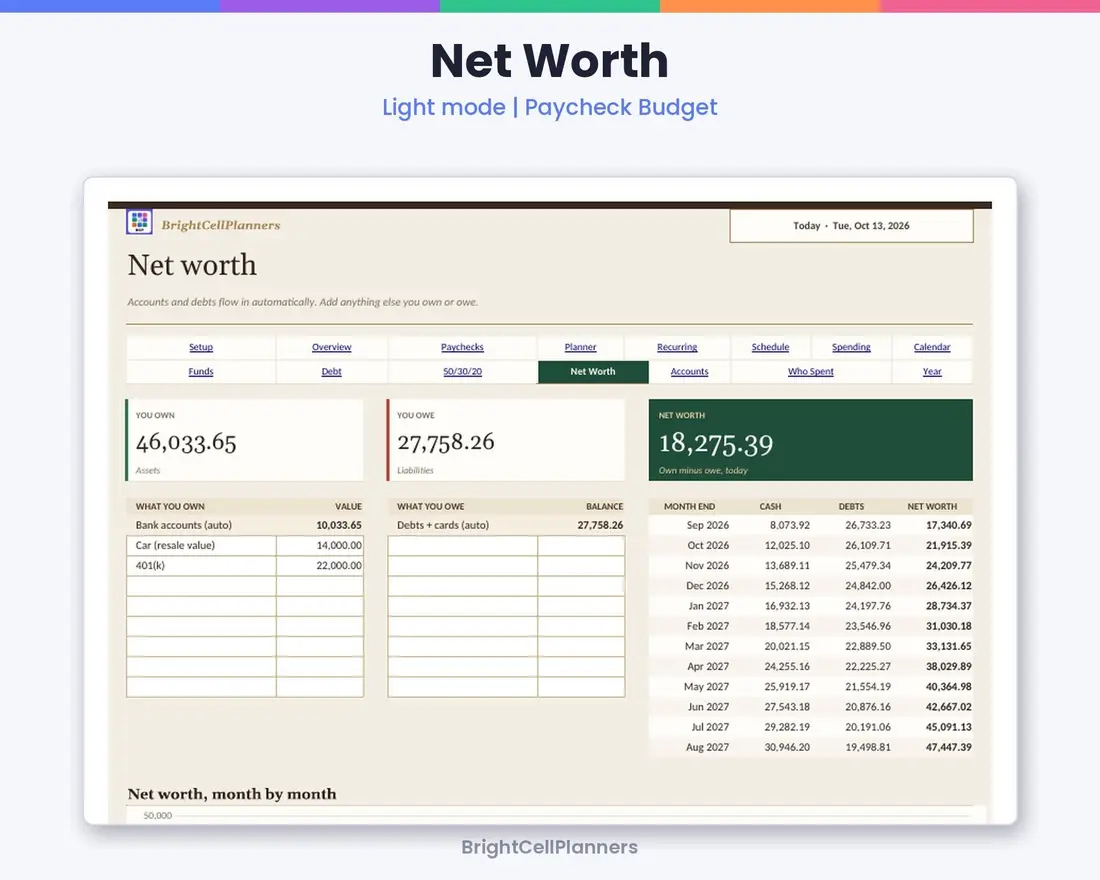 Net Worth
Light mode | Paycheck Budget
BrightCellPlanners
Today · Tue, Oct 13, 2026
Net worth
Accounts and debts flow in automatically. Add anything else you own or owe.
Setup Overview Paychecks Planner Recurring Schedule Spending Calendar
Funds Debt 50/30/20 Net Worth Accounts Who Spent Year
YOU OWN
46,033.65
Assets
YOU OWE
27,758.26
Liabilities
NET WORTH
18,275.39
Own minus owe, today
WHAT YOU OWN VALUE
Bank accounts (auto) 10,033.65
Car (resale value) 14,000.00
401(k) 22,000.00
WHAT YOU OWE BALANCE
Debts + cards (auto) 27,758.26
MONTH END CASH DEBTS NET WORTH
Sep 2026 8,073.92 26,733.23 17,340.69
Oct 2026 12,025.10 26,109.71 21,915.39
Nov 2026 13,689.11 25,479.34 24,209.77
Dec 2026 15,268.12 24,842.00 26,426.12
Jan 2027 16,932.13 24,197.76 28,734.37
Feb 2027 18,577.14 23,546.96 31,030.18
Mar 2027 20,021.15 22,889.50 33,131.65
Apr 2027 24,255.16 22,225.27 38,029.89
May 2027 25,919.17 21,554.19 40,364.98
Jun 2027 27,543.18 20,876.16 42,667.02
Jul 2027 29,282.19 20,191.06 45,091.13
Aug 2027 30,946.20 19,498.81 47,447.39
Net worth, month by month
50,000
BrightCellPlanners